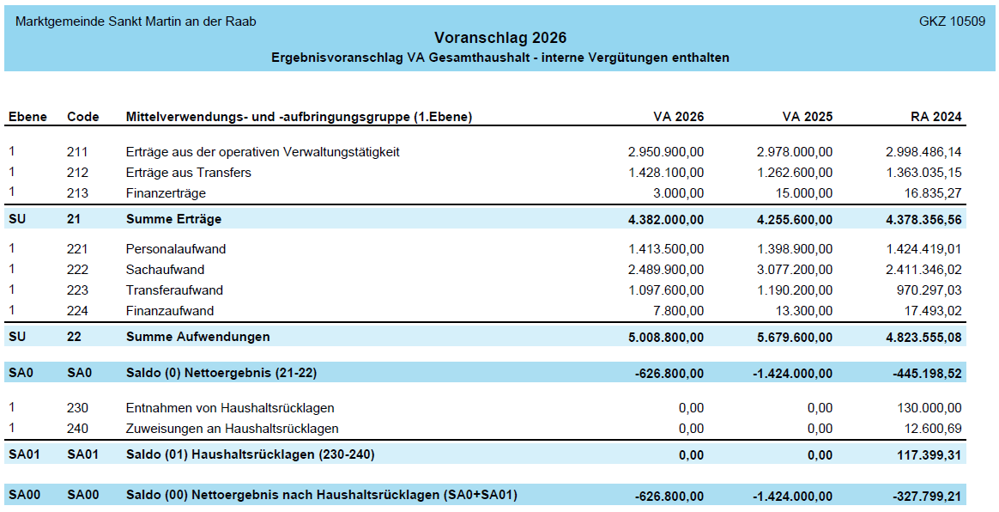 Marktgemeinde Sankt Martin an der Raab GKZ 10509
Voranschlag 2026
Ergebnisvoranschlag VA Gesamthaushalt - interne Vergütungen enthalten
Ebene Code Mittelverwendungs- und -aufbringungsgruppe (1.Ebene) VA 2026 VA 2025 RA 2024
1 211 Erträge aus der operativen Verwaltungstätigkeit 2.950.900,00 2.978.000,00 2.998.486,14
1 212 Erträge aus Transfers 1.428.100,00 1.262.600,00 1.363.035,15
1 213 Finanzerträge 3.000,00 15.000,00 16.835,27
SU 21 Summe Erträge 4.382.000,00 4.255.600,00 4.378.356,56
1 221 Personalaufwand 1.413.500,00 1.398.900,00 1.424.419,01
1 222 Sachaufwand 2.489.900,00 3.077.200,00 2.411.346,02
1 223 Transferaufwand 1.097.600,00 1.190.200,00 970.297,03
1 224 Finanzaufwand 7.800,00 13.300,00 17.493,02
SU 22 Summe Aufwendungen 5.008.800,00 5.679.600,00 4.823.555,08
SA0 SA0 Saldo (0) Nettoergebnis (21-22) -626.800,00 -1.424.000,00 -445.198,52
1 230 Entnahmen von Haushaltsrücklagen 0,00 0,00 130.000,00
1 240 Zuweisungen an Haushaltsrücklagen 0,00 0,00 12.600,69
SA01 SA01 Saldo (01) Haushaltsrücklagen (230-240) 0,00 0,00 117.399,31
SA00 SA00 Saldo (00) Nettoergebnis nach Haushaltsrücklagen (SA0+SA01) -626.800,00 -1.424.000,00 -327.799,21